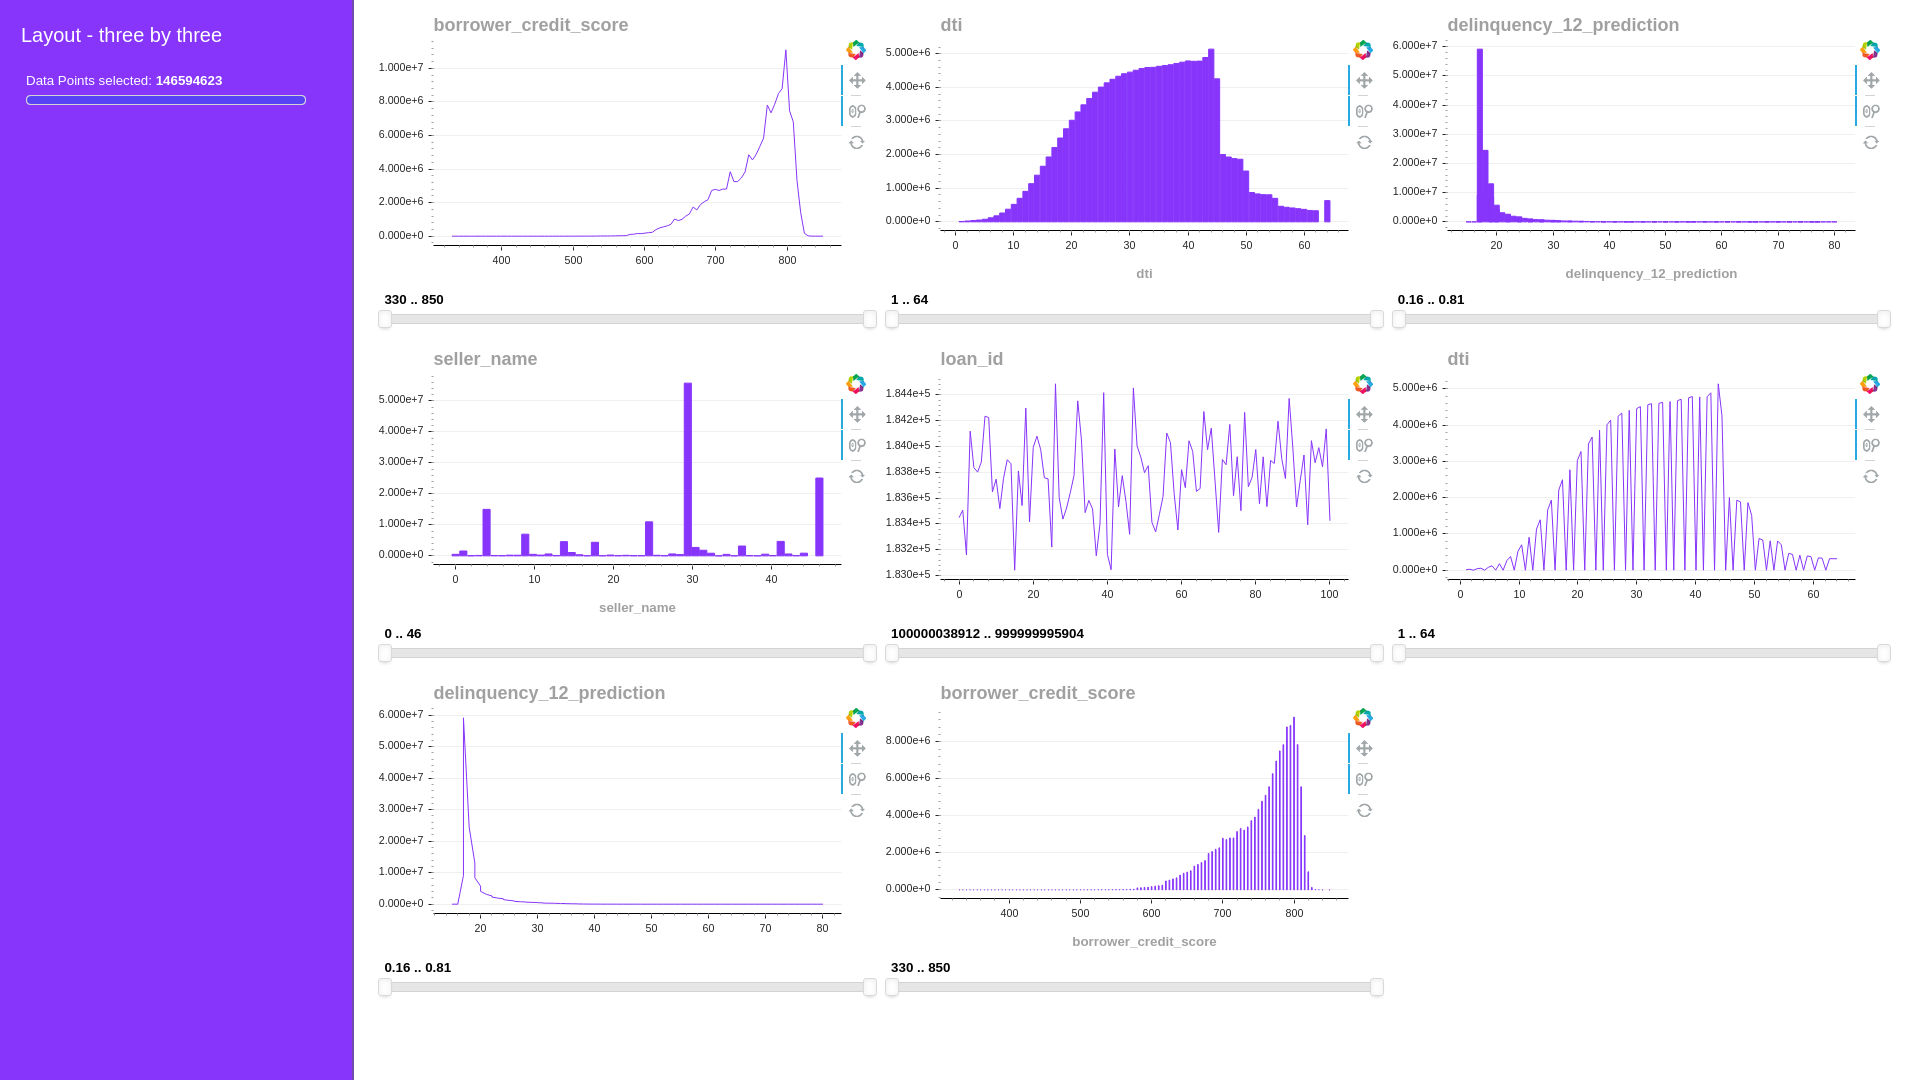 Layout - three by three
Data Points selected: 146594623
borrower_credit_score
1.000e+7
8.000e+6
6.000e+6
4.000e+6
2.000e+6
0.000e+0
400 500 600 700 800
330 .. 850
dti
5.000e+6
4.000e+6
3.000e+6
2.000e+6
1.000e+6
0.000e+0
0 10 20 30 40 50 60
dti
1 .. 64
delinquency_12_prediction
6.000e+7
5.000e+7
4.000e+7
3.000e+7
2.000e+7
1.000e+7
0.000e+0
20 30 40 50 60 70 80
delinquency_12_prediction
0.16 .. 0.81
seller_name
5.000e+7
4.000e+7
3.000e+7
2.000e+7
1.000e+7
0.000e+0
0 10 20 30 40
seller_name
0 .. 46
loan_id
1.844e+5
1.842e+5
1.840e+5
1.838e+5
1.836e+5
1.834e+5
1.832e+5
1.830e+5
0 20 40 60 80 100
100000038912 .. 999999995904
dti
5.000e+6
4.000e+6
3.000e+6
2.000e+6
1.000e+6
0.000e+0
0 10 20 30 40 50 60
1 .. 64
delinquency_12_prediction
6.000e+7
5.000e+7
4.000e+7
3.000e+7
2.000e+7
1.000e+7
0.000e+0
20 30 40 50 60 70 80
0.16 .. 0.81
borrower_credit_score
8.000e+6
6.000e+6
4.000e+6
2.000e+6
0.000e+0
400 500 600 700 800
borrower_credit_score
330 .. 850